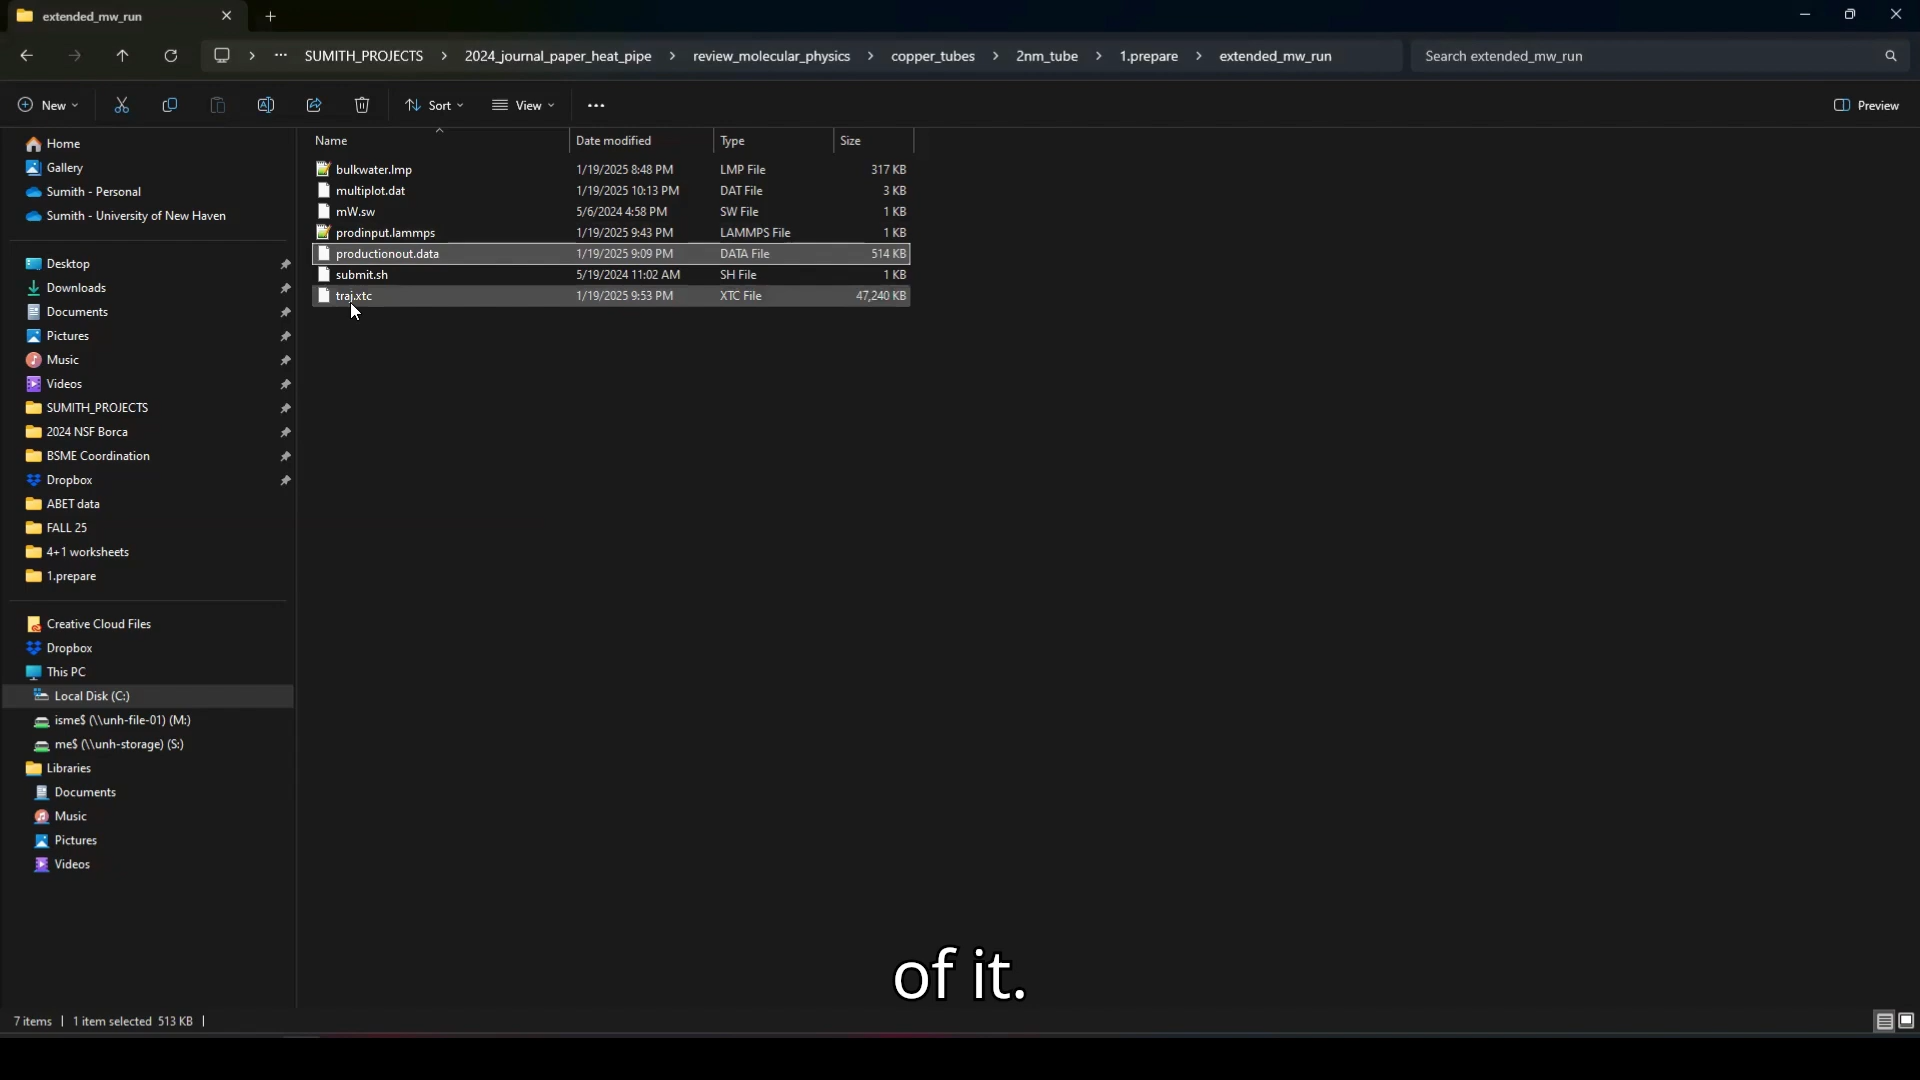 extended_mw_run
SUMITH_PROJECTS 2024_journal_paper_heat_pipe review_molecular_physics copper_tubes 2nm_tube 1.prepare extended_mw_run Search extended_mw_run
New Sort View Preview
Name Date modified Type Size
bulkwater.lmp 1/19/2025 8:48 PM LMP File 317 KB
multiplot.dat 1/19/2025 10:13 PM DAT File 3 KB
mW.sw 5/6/2024 4:58 PM SW File 1 KB
prodinput.lammps 1/19/2025 9:43 PM LAMMPS File 1 KB
productionout.data 1/19/2025 9:09 PM DATA File 514 KB
submit.sh 5/19/2024 11:02 AM SH File 1 KB
traj.xtc 1/19/2025 9:53 PM XTC File 47,240 KB
Home
Gallery
Sumith - Personal
Sumith - University of New Haven
Desktop
Downloads
Documents
Pictures
Music
Videos
SUMITH_PROJECTS
2024 NSF Borca
BSME Coordination
Dropbox
ABET data
FALL 25
4+1 worksheets
1.prepare
Creative Cloud Files
Dropbox
This PC
Local Disk (C:)
isme$ (\\unh-file-01) (M:)
me$ (\\unh-storage) (S:)
Libraries
Documents
Music
Pictures
Videos
of it.
7 items 1 item selected 513 KB